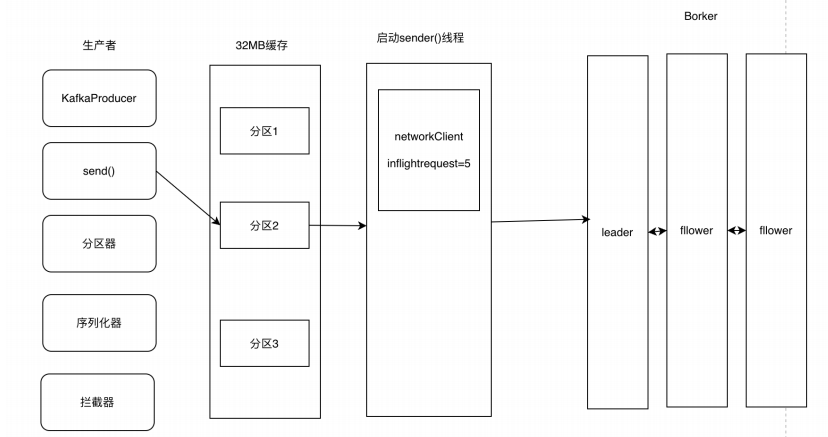 Borker
生产者
32MB缓存
启动sender()线程
KafkaProducer
send()
分区器
序列化器
拦截器
分区1
分区2
分区3
networkClient
inflightrequest=5
leader
fllower
fllower